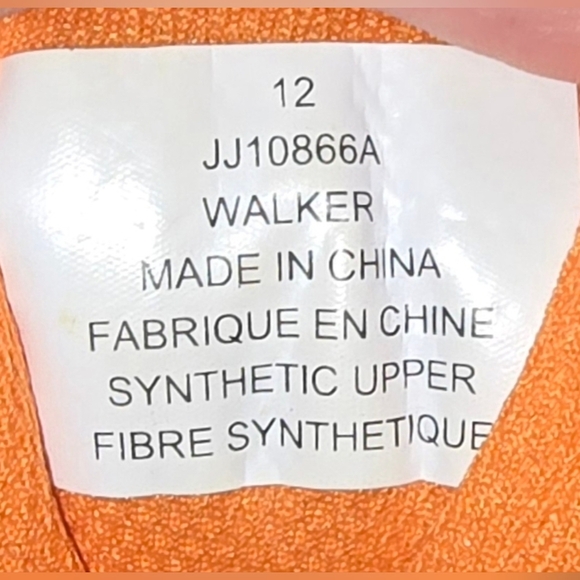 12
JJ10866A
WALKER
MADE IN CHINA
FABRIQUE EN CHINE
SYNTHETIC UPPER
FIBRE SYNTHETIQUE